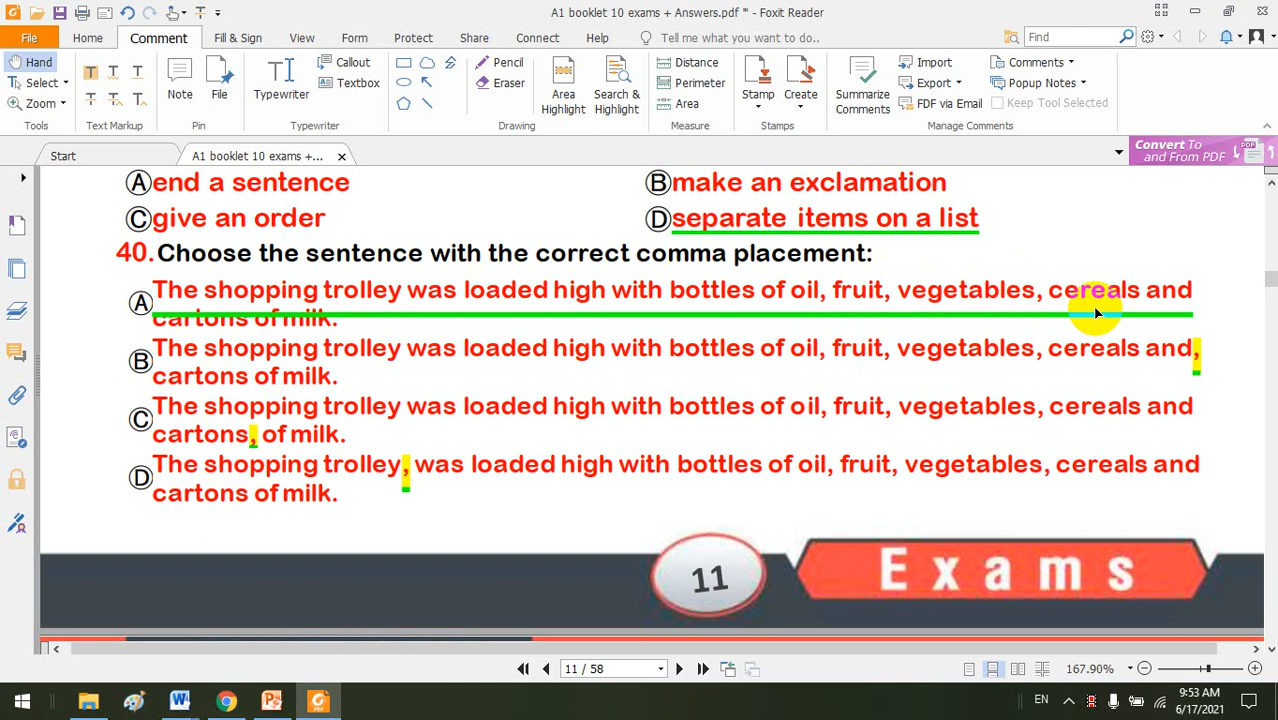 A1 booklet 10 exams + Answers.pdf * - Foxit Reader
File Home Comment Fill & Sign View Form Protect Share Connect Help Tell me what you want to do... Find
Hand Select Zoom Tools
Text Markup
Note File Pin
Typewriter Callout Textbox Typewriter
Pencil Eraser Area Highlight Search & Highlight Drawing
Distance Perimeter Area Measure
Stamp Create Stamps
Summarize Comments Import Export FDF via Email Comments Popup Notes Keep Tool Selected Manage Comments
Start A1 booklet 10 exams +... Convert To and From PDF
A end a sentence B make an exclamation
C give an order D separate items on a list
40. Choose the sentence with the correct comma placement:
A The shopping trolley was loaded high with bottles of oil, fruit, vegetables, cereals and
cartons of milk.
B The shopping trolley was loaded high with bottles of oil, fruit, vegetables, cereals and,
cartons of milk.
C The shopping trolley was loaded high with bottles of oil, fruit, vegetables, cereals and
cartons, of milk.
D The shopping trolley, was loaded high with bottles of oil, fruit, vegetables, cereals and
cartons of milk.
11 Exams
11 / 58 167.90%
EN 9:53 AM
6/17/2021